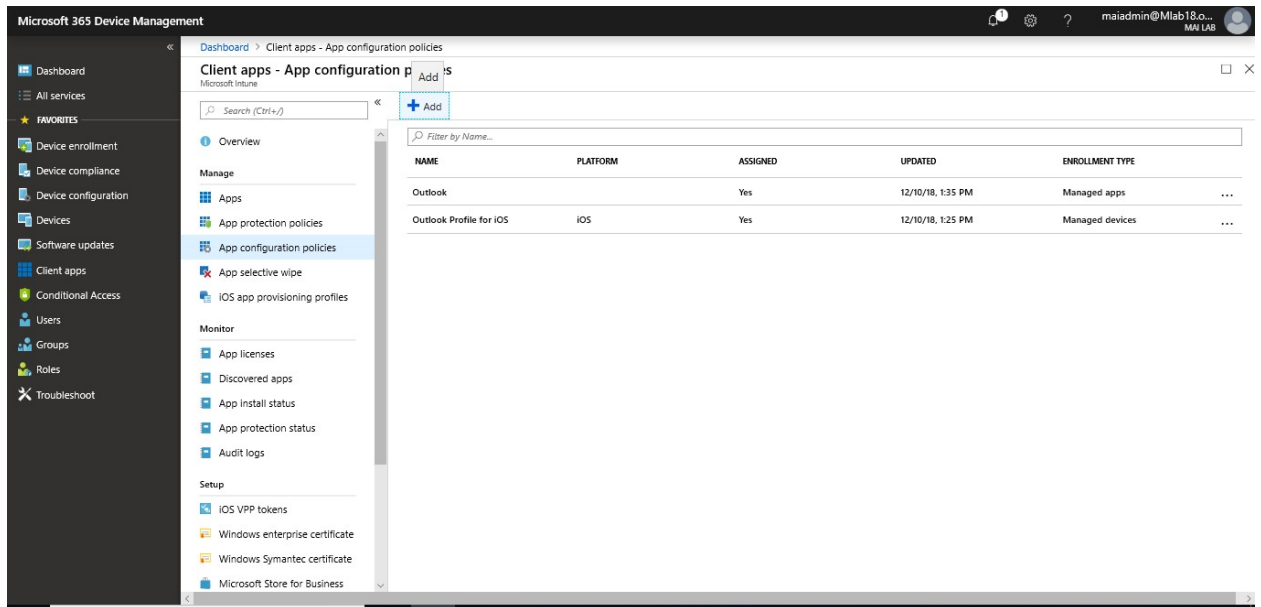 Microsoft 365 Device Management
1
?
maiadmin@Mlab18.o...
MAI LAB
«
Dashboard
All services
FAVORITES
Device enrollment
Device compliance
Device configuration
Devices
Software updates
Client apps
Conditional Access
Users
Groups
Roles
Troubleshoot
Dashboard > Client apps - App configuration policies
Client apps - App configuration p s
Microsoft Intune
Add
Search (Ctrl+/)
«
Overview
Manage
Apps
App protection policies
App configuration policies
App selective wipe
iOS app provisioning profiles
Monitor
App licenses
Discovered apps
App install status
App protection status
Audit logs
Setup
iOS VPP tokens
Windows enterprise certificate
Windows Symantec certificate
Microsoft Store for Business
+ Add
Filter by Name...
NAME PLATFORM ASSIGNED UPDATED ENROLLMENT TYPE
Outlook Yes 12/10/18, 1:35 PM Managed apps ...
Outlook Profile for iOS iOS Yes 12/10/18, 1:25 PM Managed devices ...